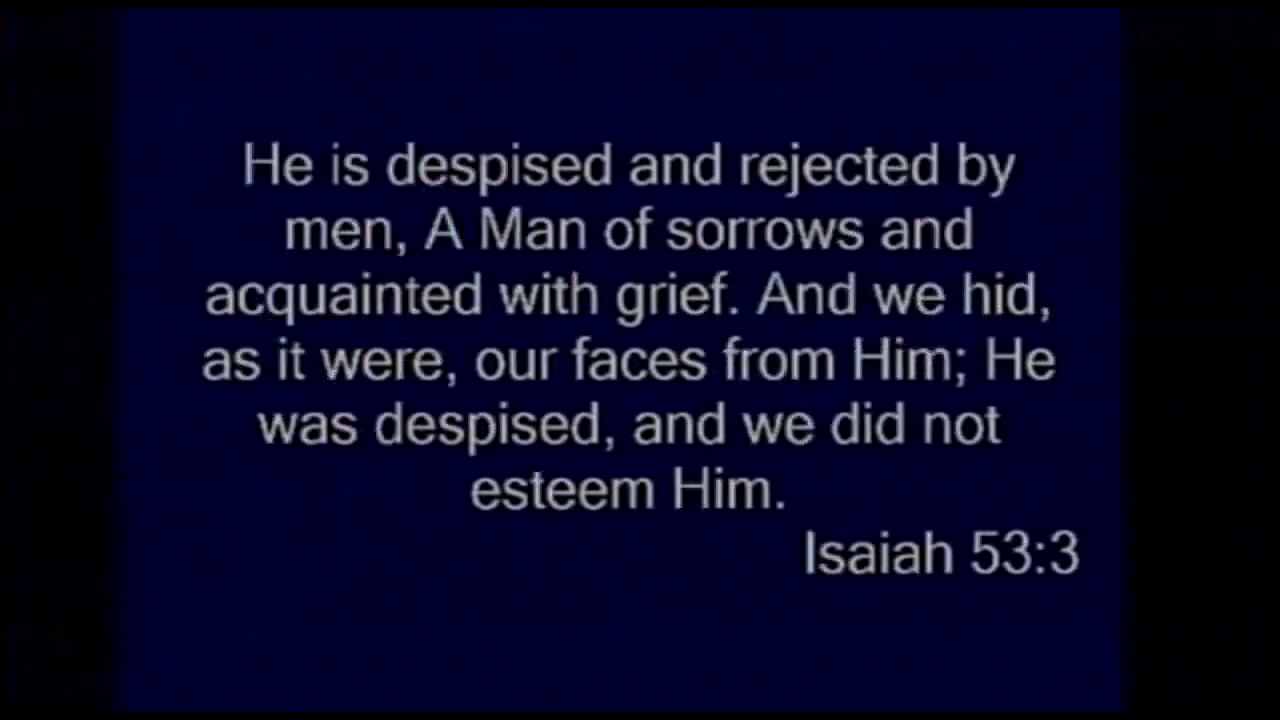 He is despised and rejected by
men, A Man of sorrows and
acquainted with grief. And we hid,
as it were, our faces from Him; He
was despised, and we did not
esteem Him.
Isaiah 53:3